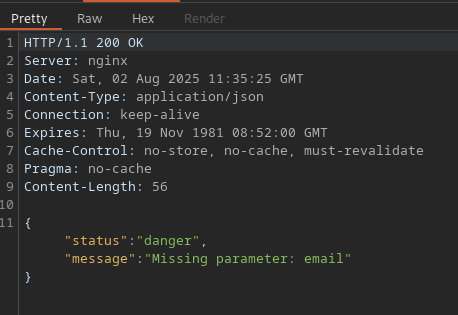 Pretty Raw Hex Render
1 HTTP/1.1 200 OK
2 Server: nginx
3 Date: Sat, 02 Aug 2025 11:35:25 GMT
4 Content-Type: application/json
5 Connection: keep-alive
6 Expires: Thu, 19 Nov 1981 08:52:00 GMT
7 Cache-Control: no-store, no-cache, must-revalidate
8 Pragma: no-cache
9 Content-Length: 56
10
11 {
"status":"danger",
"message":"Missing parameter: email"
}